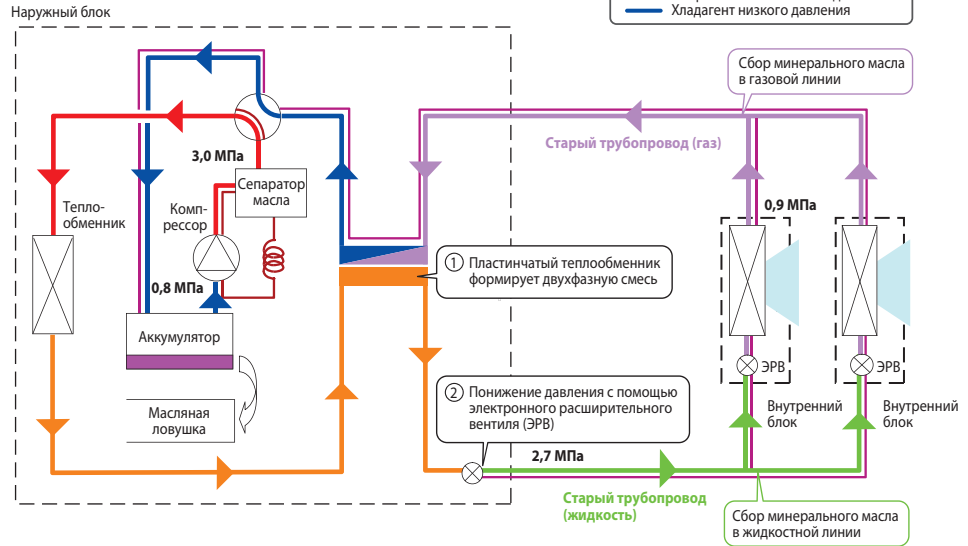 Наружный блок
Хладагент низкого давления
Сбор минерального масла
в газовой линии
Старый трубопровод (газ)
3,0 МПа
Сепаратор
масла
Тепло-
обменник
Комп-
рессор
0,9 МПа
1 Пластинчатый теплообменник
формирует двухфазную смесь
0,8 МПа
Аккумулятор
ЭРВ
ЭРВ
2 Понижение давления с помощью
электронного расширительного
вентиля (ЭРВ)
Масляная
ловушка
Внутренний
блок
Внутренний
блок
2,7 МПа
Старый трубопровод
(жидкость)
Сбор минерального масла
в жидкостной линии